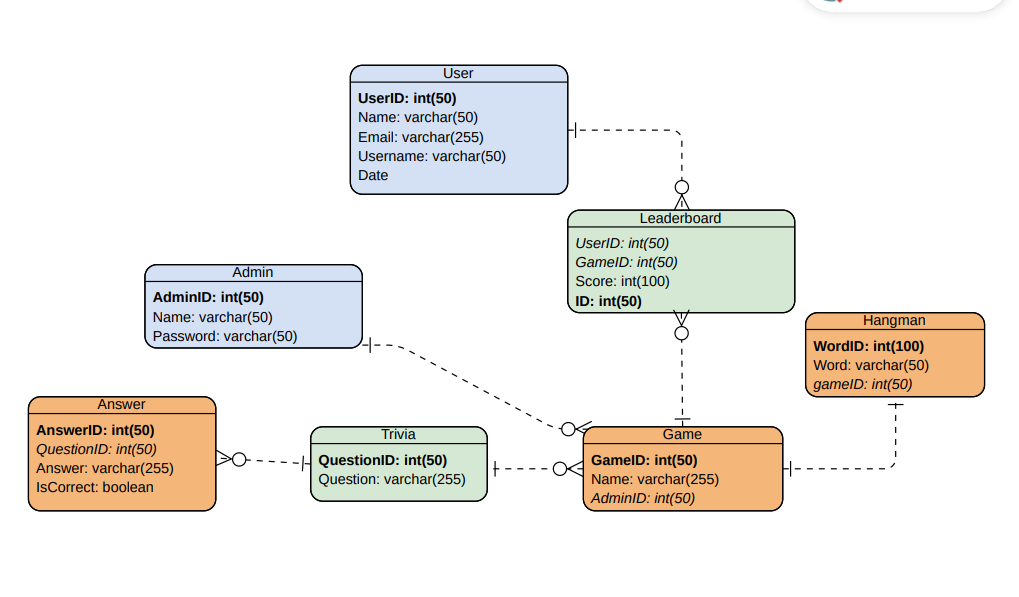 User
UserID: int(50)
Name: varchar(50)
Email: varchar(255)
Username: varchar(50)
Date
Leaderboard
UserID: int(50)
GameID: int(50)
Score: int(100)
ID: int(50)
Admin
AdminID: int(50)
Name: varchar(50)
Password: varchar(50)
Hangman
WordID: int(100)
Word: varchar(50)
gameID: int(50)
Answer
AnswerID: int(50)
QuestionID: int(50)
Answer: varchar(255)
IsCorrect: boolean
Trivia
QuestionID: int(50)
Question: varchar(255)
Game
GameID: int(50)
Name: varchar(255)
AdminID: int(50)